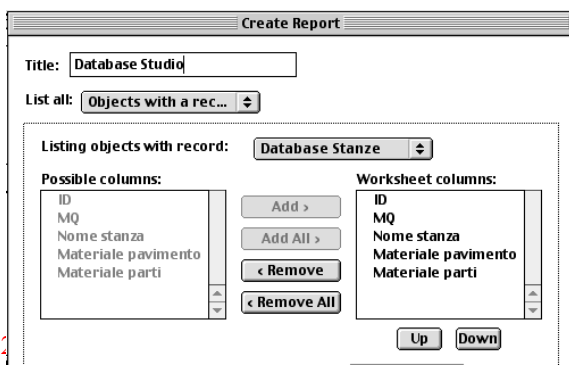 Create Report
Title: Database Studio
List all: Objects with a rec...
Listing objects with record: Database Stanze
Possible columns:
ID
MQ
Nome stanza
Materiale pavimento
Materiale parti
Add >
Add All >
< Remove
< Remove All
Worksheet columns:
ID
MQ
Nome stanza
Materiale pavimento
Materiale parti
Up Down